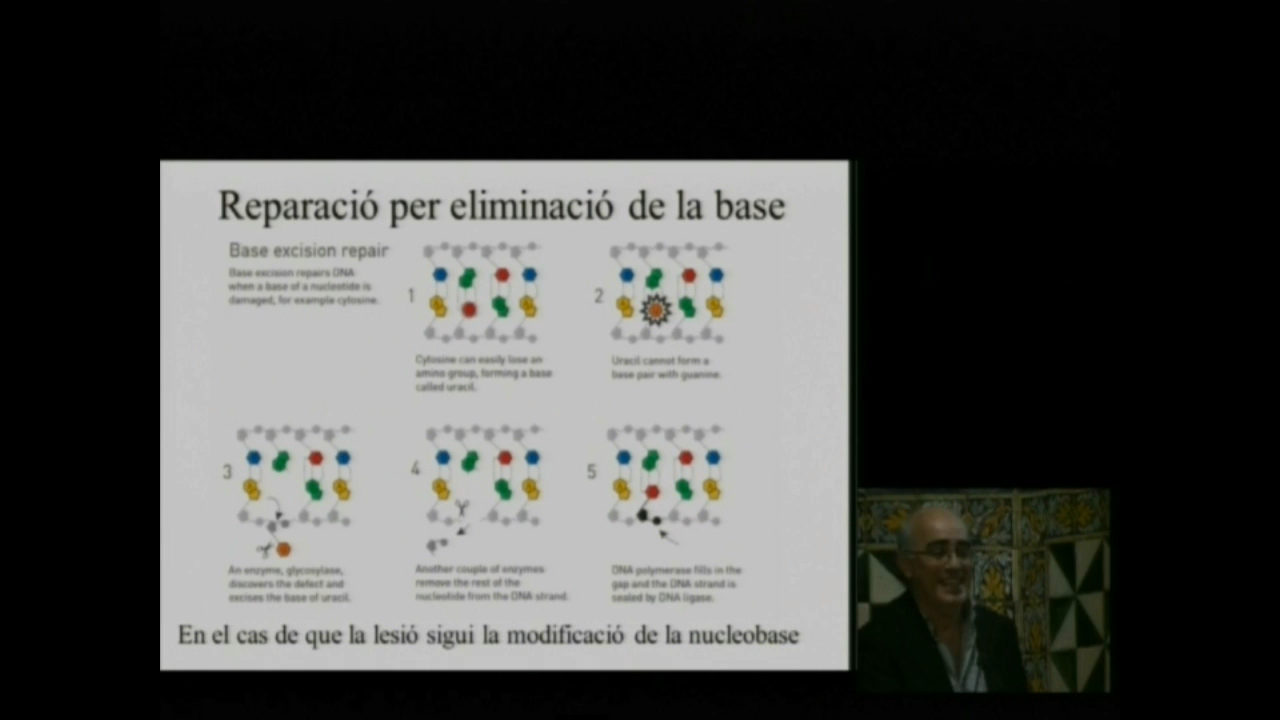 Reparació per eliminació de la base
Base excision repair
Base excision repairs DNA
when a base of a nucleotide is
damaged, for example cytosine.
1
Cytosine can easily lose an
amino group, forming a base
called uracil.
2
Uracil cannot form a
base pair with guanine.
3
An enzyme, glycosylase,
discovers the defect and
excises the base of uracil.
4
Another couple of enzymes
remove the rest of the
nucleotide from the DNA strand.
5
DNA polymerase fills in the
gap and the DNA strand is
sealed by DNA ligase.
En el cas de que la lesió sigui la modificació de la nucleobase